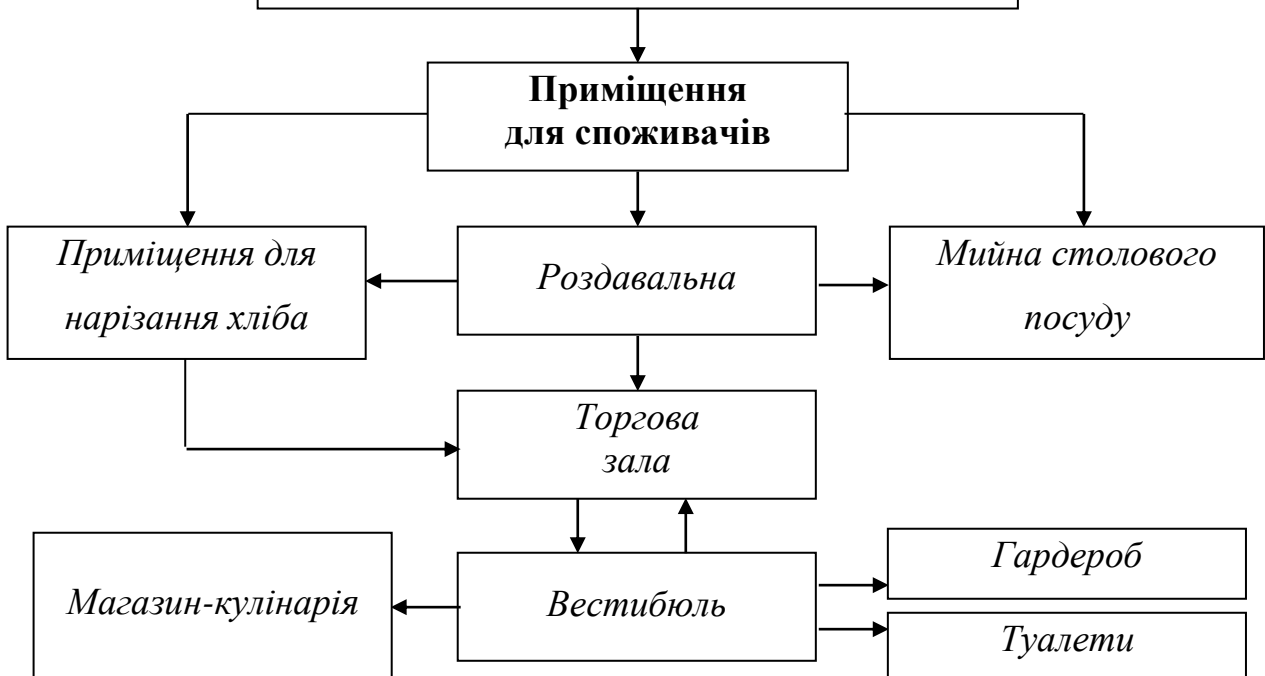 Приміщення
для споживачів
Приміщення для
нарізання хліба
Роздавальна
Мийна столового
посуду
Торгова
зала
Магазин-кулінарія
Вестибюль
Гардероб
Туалети